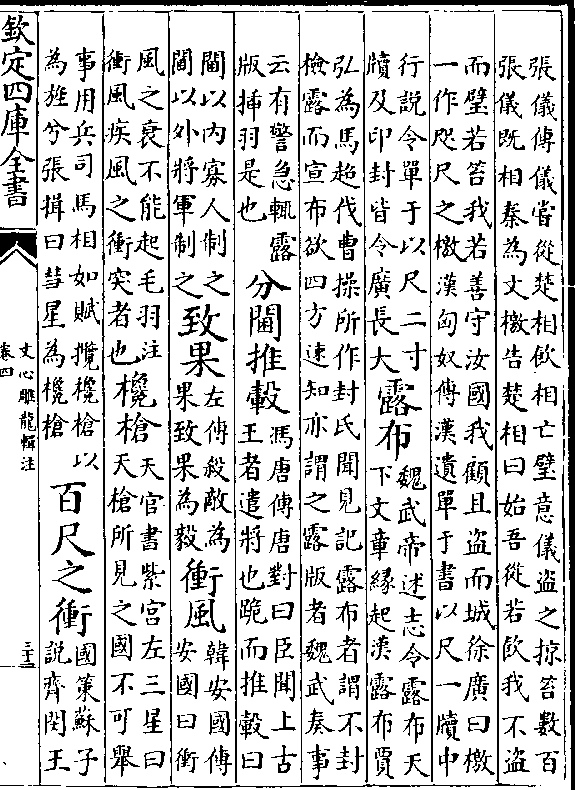 張儀傳儀嘗從楚相飲相亡璧意儀盜之掠笞數百
張儀既相秦為文檄告楚相曰始吾從若飲我不盜
而璧若笞我若善守汝國我顧且盜而城徐廣曰檄
一作咫尺之檄漢匈奴傳漢遺單于書以尺一牘中
行說令單于以尺二寸
牘及印封皆令廣長大
露布
魏武帝述志令露布天
下文章緣起漢露布賈
弘為馬超伐曹操所作封氏聞見記露布者謂不封
檢露而宣布欲四方速知亦謂之露版者魏武奏事
云有警急輒露
版揷羽是也
分閫推轂
馮唐傳唐對曰臣聞上古
王者遣將也跪而推轂曰
閫以內寡人制之
閫以外將軍制之
致果
左傳殺敵為
果致果為毅
衝風
韓安國傳
安國曰衝
風之衰不能起毛羽注
衝風疾風之衝突者也
欃槍
天官書紫宮左三星曰
天槍所見之國不可舉
事用兵司馬相如賦攬欃槍以
為旌兮張揖曰彗星為欃槍
百尺之衝
國策蘇子
說齊閔王
欽定四庫全書
文心雕龍輯注
卷四
三十三